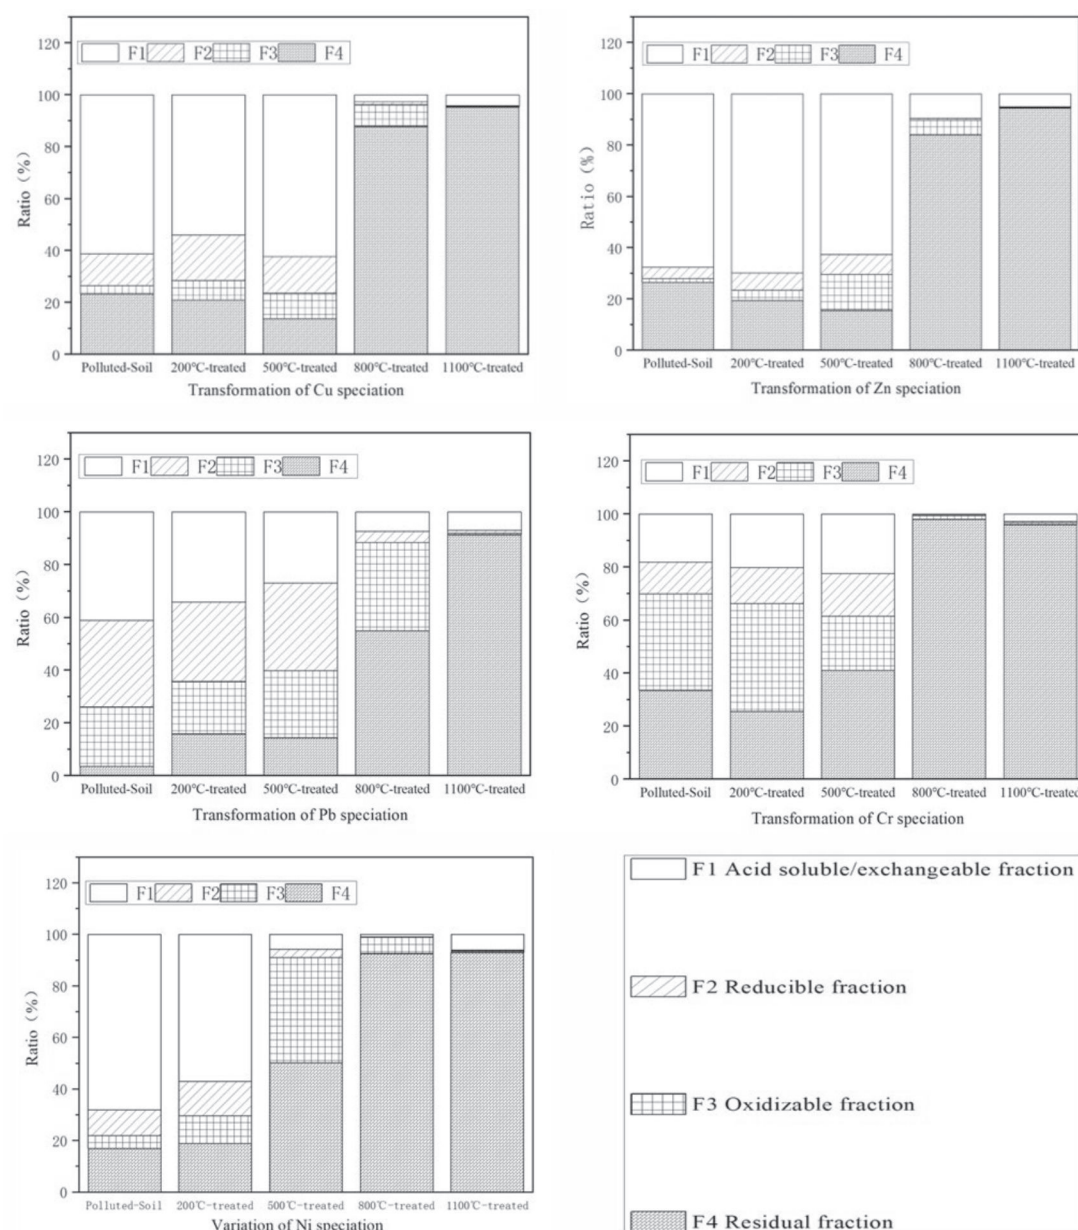 120
100
80
60
40
20
0
Ratio (%)
F1 F2 F3 F4
Polluted-Soil 200℃-treated 500℃-treated 800℃-treated 1100℃-treated
Transformation of Cu speciation
120
100
80
60
40
20
0
Ratio (%)
F1 F2 F3 F4
Polluted-Soil 200℃-treated 500℃-treated 800℃-treated 1100℃-treated
Transformation of Zn speciation
120
100
80
60
40
20
0
Ratio (%)
F1 F2 F3 F4
Polluted-Soil 200℃-treated 500℃-treated 800℃-treated 1100℃-treated
Transformation of Pb speciation
120
100
80
60
40
20
0
Ratio (%)
F1 F2 F3 F4
Polluted-Soil 200℃-treated 500℃-treated 800℃-treated 1100℃-treated
Transformation of Cr speciation
120
100
80
60
40
20
0
Ratio (%)
F1 F2 F3 F4
Polluted-Soil 200℃-treated 500℃-treated 800℃-treated 1100℃-treated
Variation of Ni speciation
F1 Acid soluble/exchangeable fraction
F2 Reducible fraction
F3 Oxidizable fraction
F4 Residual fraction